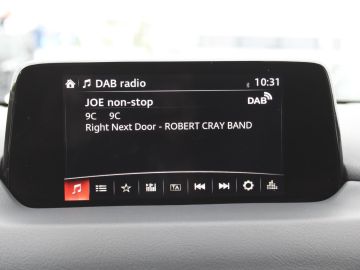 DAB radio 10:31
JOE non-stop DAB
9C 9C
Right Next Door - ROBERT CRAY BAND
TA